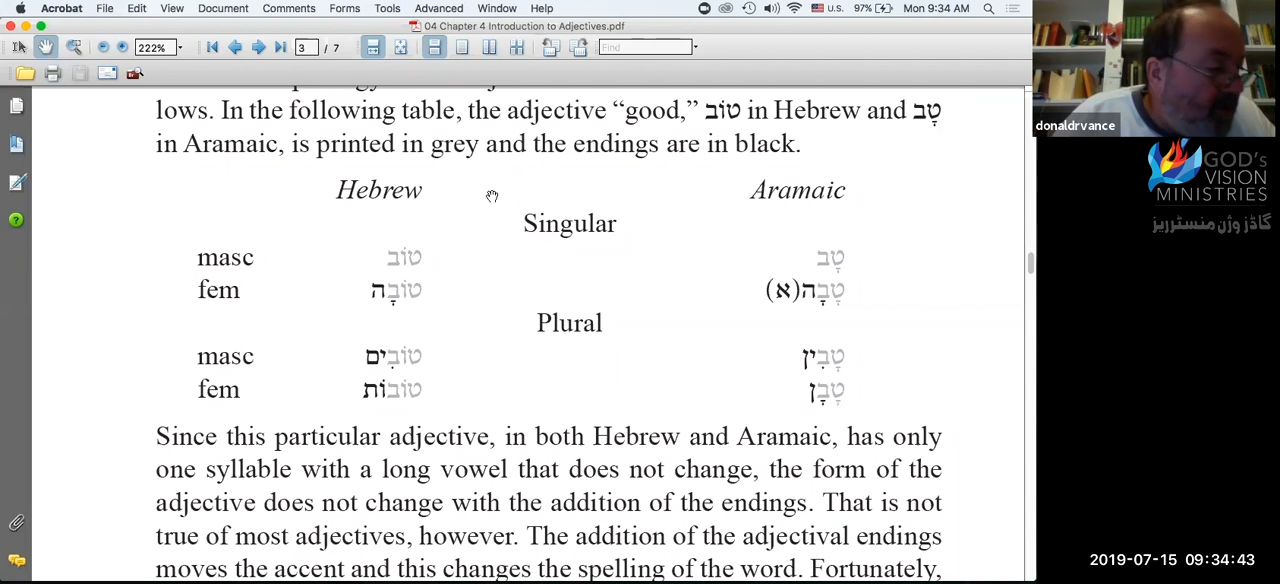 Acrobat File Edit View Document Comments Forms Tools Advanced Window Help U.S. 97% Mon 9:34 AM
04 Chapter 4 Introduction to Adjectives.pdf
222% 3 / 7 Find
lows. In the following table, the adjective “good,” טוֹב in Hebrew and טָב
in Aramaic, is printed in grey and the endings are in black.
Hebrew Aramaic
Singular
masc טוֹב טָב
fem טוֹבָה טָבָה(א)
Plural
masc טוֹבִים טָבִין
fem טוֹבוֹת טָבָן
Since this particular adjective, in both Hebrew and Aramaic, has only
one syllable with a long vowel that does not change, the form of the
adjective does not change with the addition of the endings. That is not
true of most adjectives, however. The addition of the adjectival endings
moves the accent and this changes the spelling of the word. Fortunately,
donaldrvance
GOD's
VISION
MINISTRIES
گاڈز وژن منسٹریز
2019-07-15 09:34:43